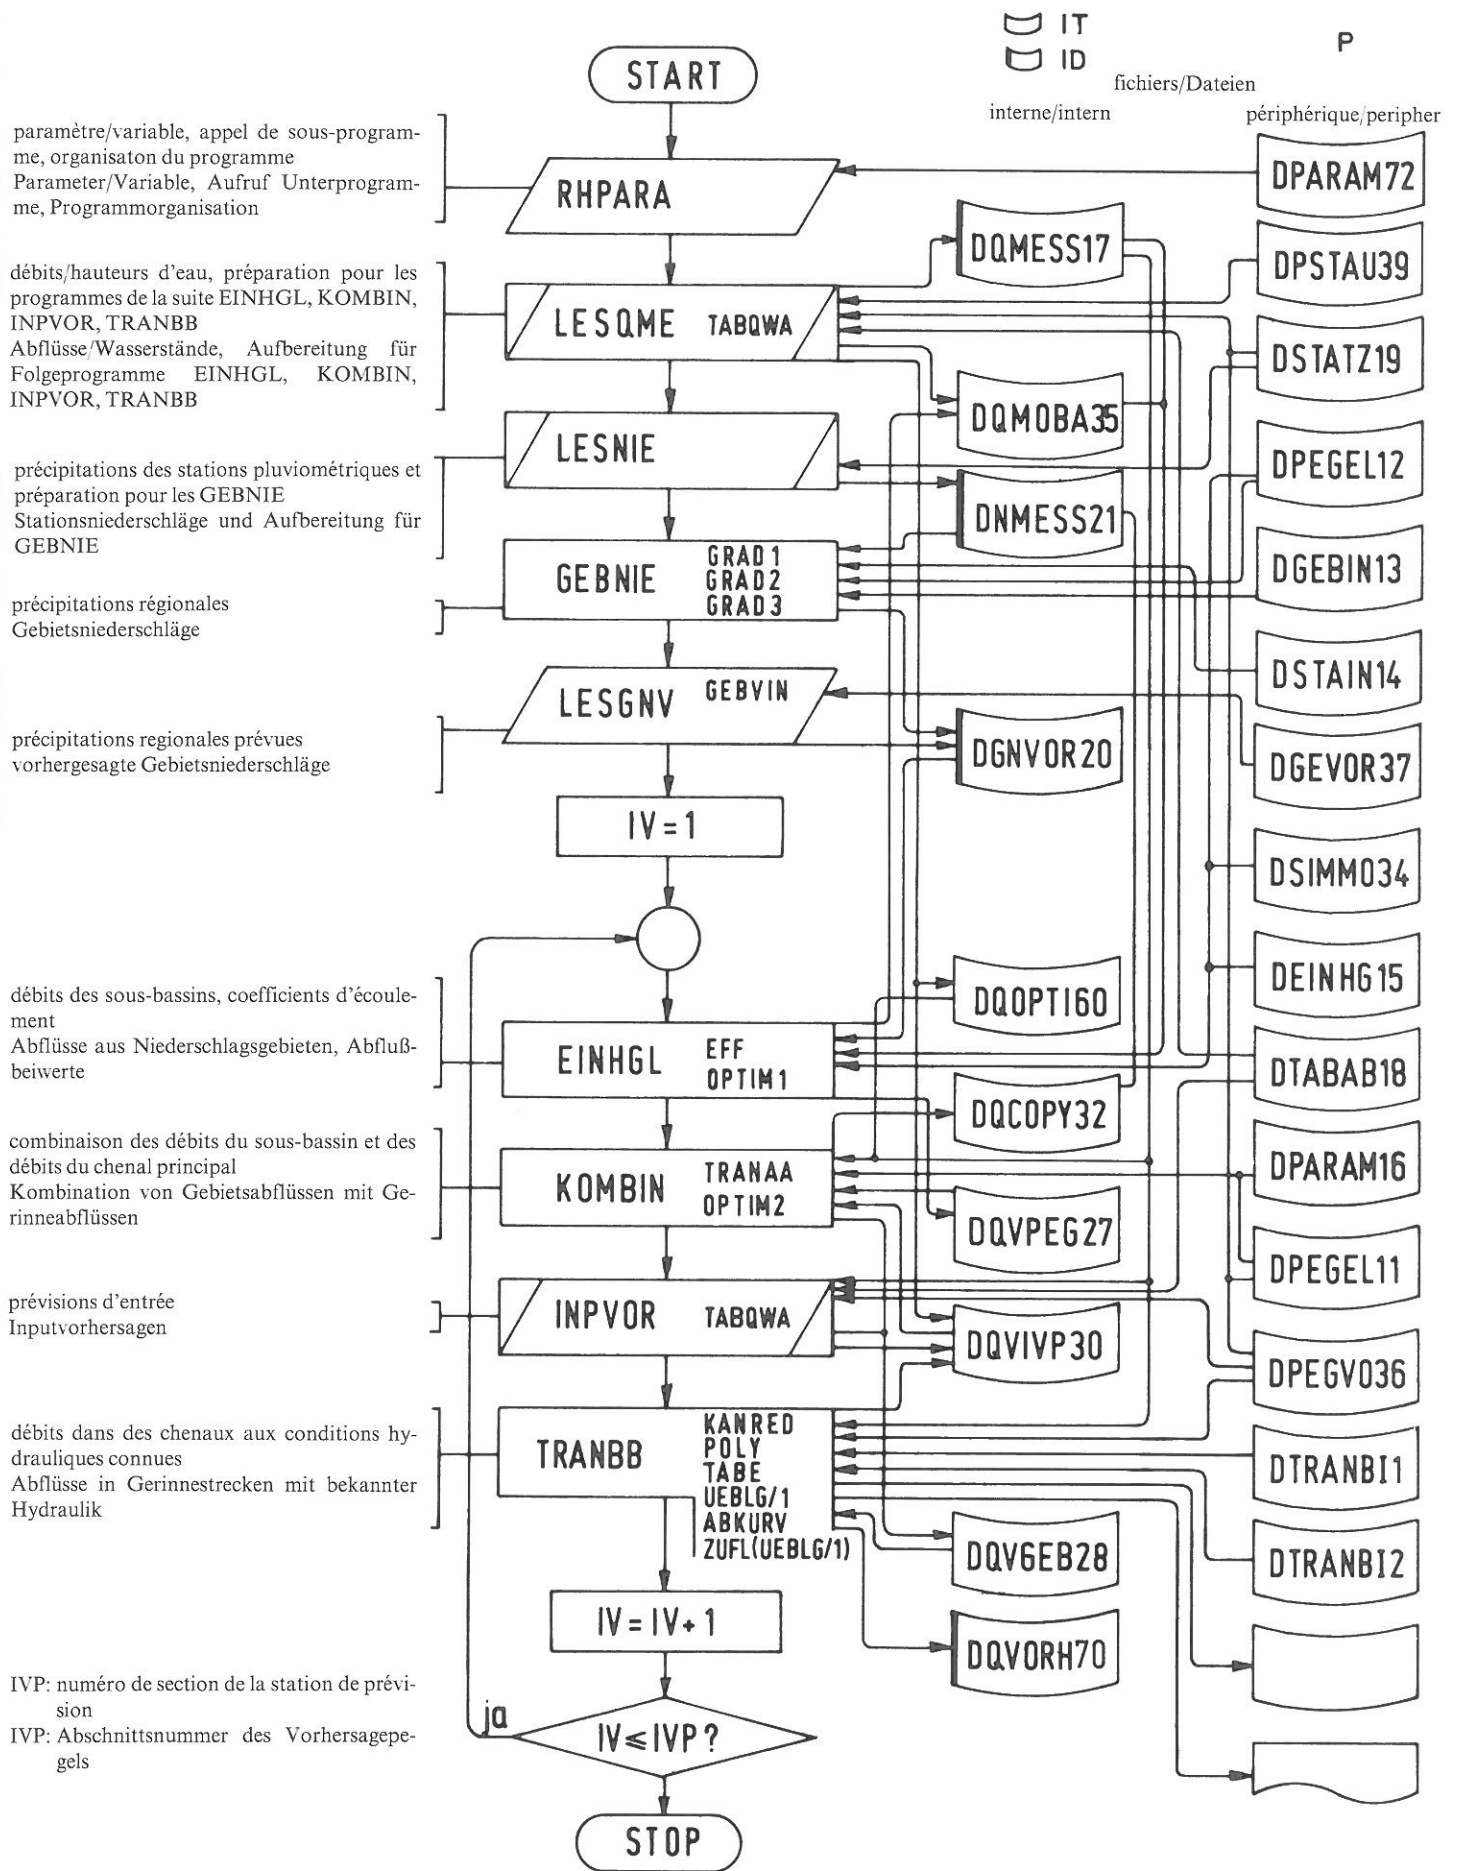 IT
ID
P
fichiers/Dateien
interne/intern
périphérique/peripher
START
paramètre/variable, appel de sous-program-
me, organisaton du programme
Parameter/Variable, Aufruf Unterprogram-
me, Programmorganisation
RHPARA
DPARAM72
DQMESS17
DPSTAU39
débits/hauteurs d'eau, préparation pour les
programmes de la suite EINHGL, KOMBIN,
INPVOR, TRANBB
Abflüsse/Wasserstände, Aufbereitung für
Folgeprogramme EINHGL, KOMBIN,
INPVOR, TRANBB
LESQME TABQWA
DSTATZ19
DQMOBA35
précipitations des stations pluviométriques et
préparation pour les GEBNIE
Stationsniederschläge und Aufbereitung für
GEBNIE
LESNIE
DPEGEL12
DNMESS21
précipitations régionales
Gebietsniederschläge
GEBNIE
GRAD1
GRAD2
GRAD3
DGEBIN13
DSTAIN14
précipitations regionales prévues
vorhergesagte Gebietsniederschläge
LESGNV GEBVIN
DGNVOR20
DGEVOR37
IV = 1
DSIMMO34
DEINHG15
débits des sous-bassins, coefficients d'écoule-
ment
Abflüsse aus Niederschlagsgebieten, Abfluß-
beiwerte
DQOPTI60
EINHGL
EFF
OPTIM1
DTABAB18
DQCOPY32
combinaison des débits du sous-bassin et des
débits du chenal principal
Kombination von Gebietsabflüssen mit Ge-
rinneabflüssen
KOMBIN
TRANAA
OPTIM2
DPARAM16
DQVPEG27
DPEGEL11
prévisions d'entrée
Inputvorhersagen
INPVOR TABQWA
DQVIVP30
DPEGVO36
débits dans des chenaux aux conditions hy-
drauliques connues
Abflüsse in Gerinnestrecken mit bekannter
Hydraulik
TRANBB
KANRED
POLY
TABE
UEBLG/1
ABKURV
ZUFL(UEBLG/1)
DTRANBI1
DQVGEB28
DTRANBI2
IV = IV + 1
DQVORH70
IVP: numéro de section de la station de prévi-
sion
IVP: Abschnittsnummer des Vorhersagepe-
gels
ja
IV ≤ IVP ?
STOP